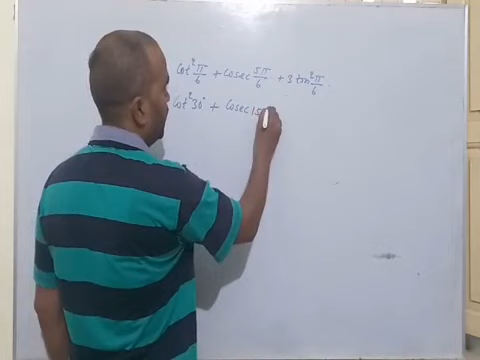 cot²π/6 + cosec 5π/6 + 3 tan²π/6.
cot²30° + cosec 15